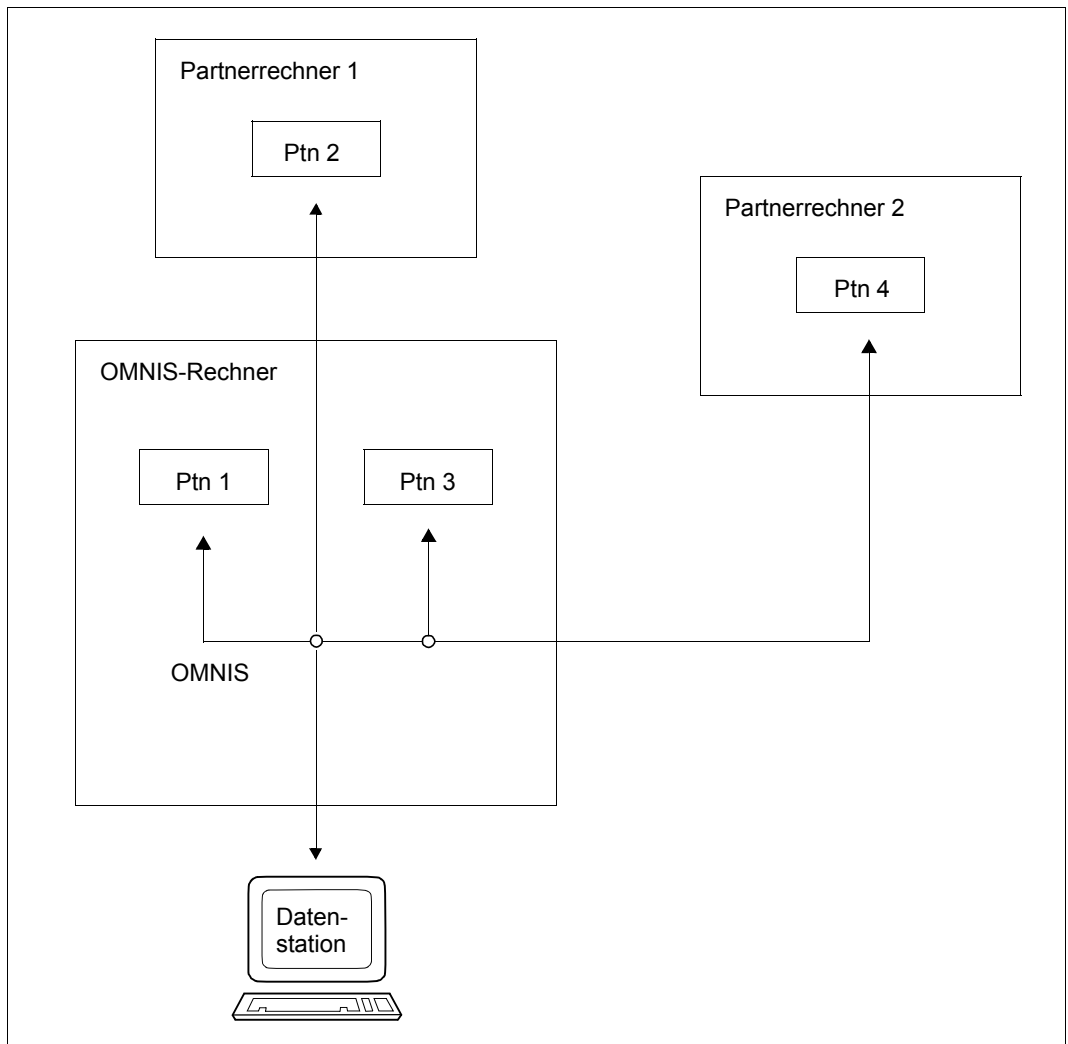 Partnerrechner 1
Ptn 2
Partnerrechner 2
Ptn 4
OMNIS-Rechner
Ptn 1
Ptn 3
OMNIS
Daten-
station